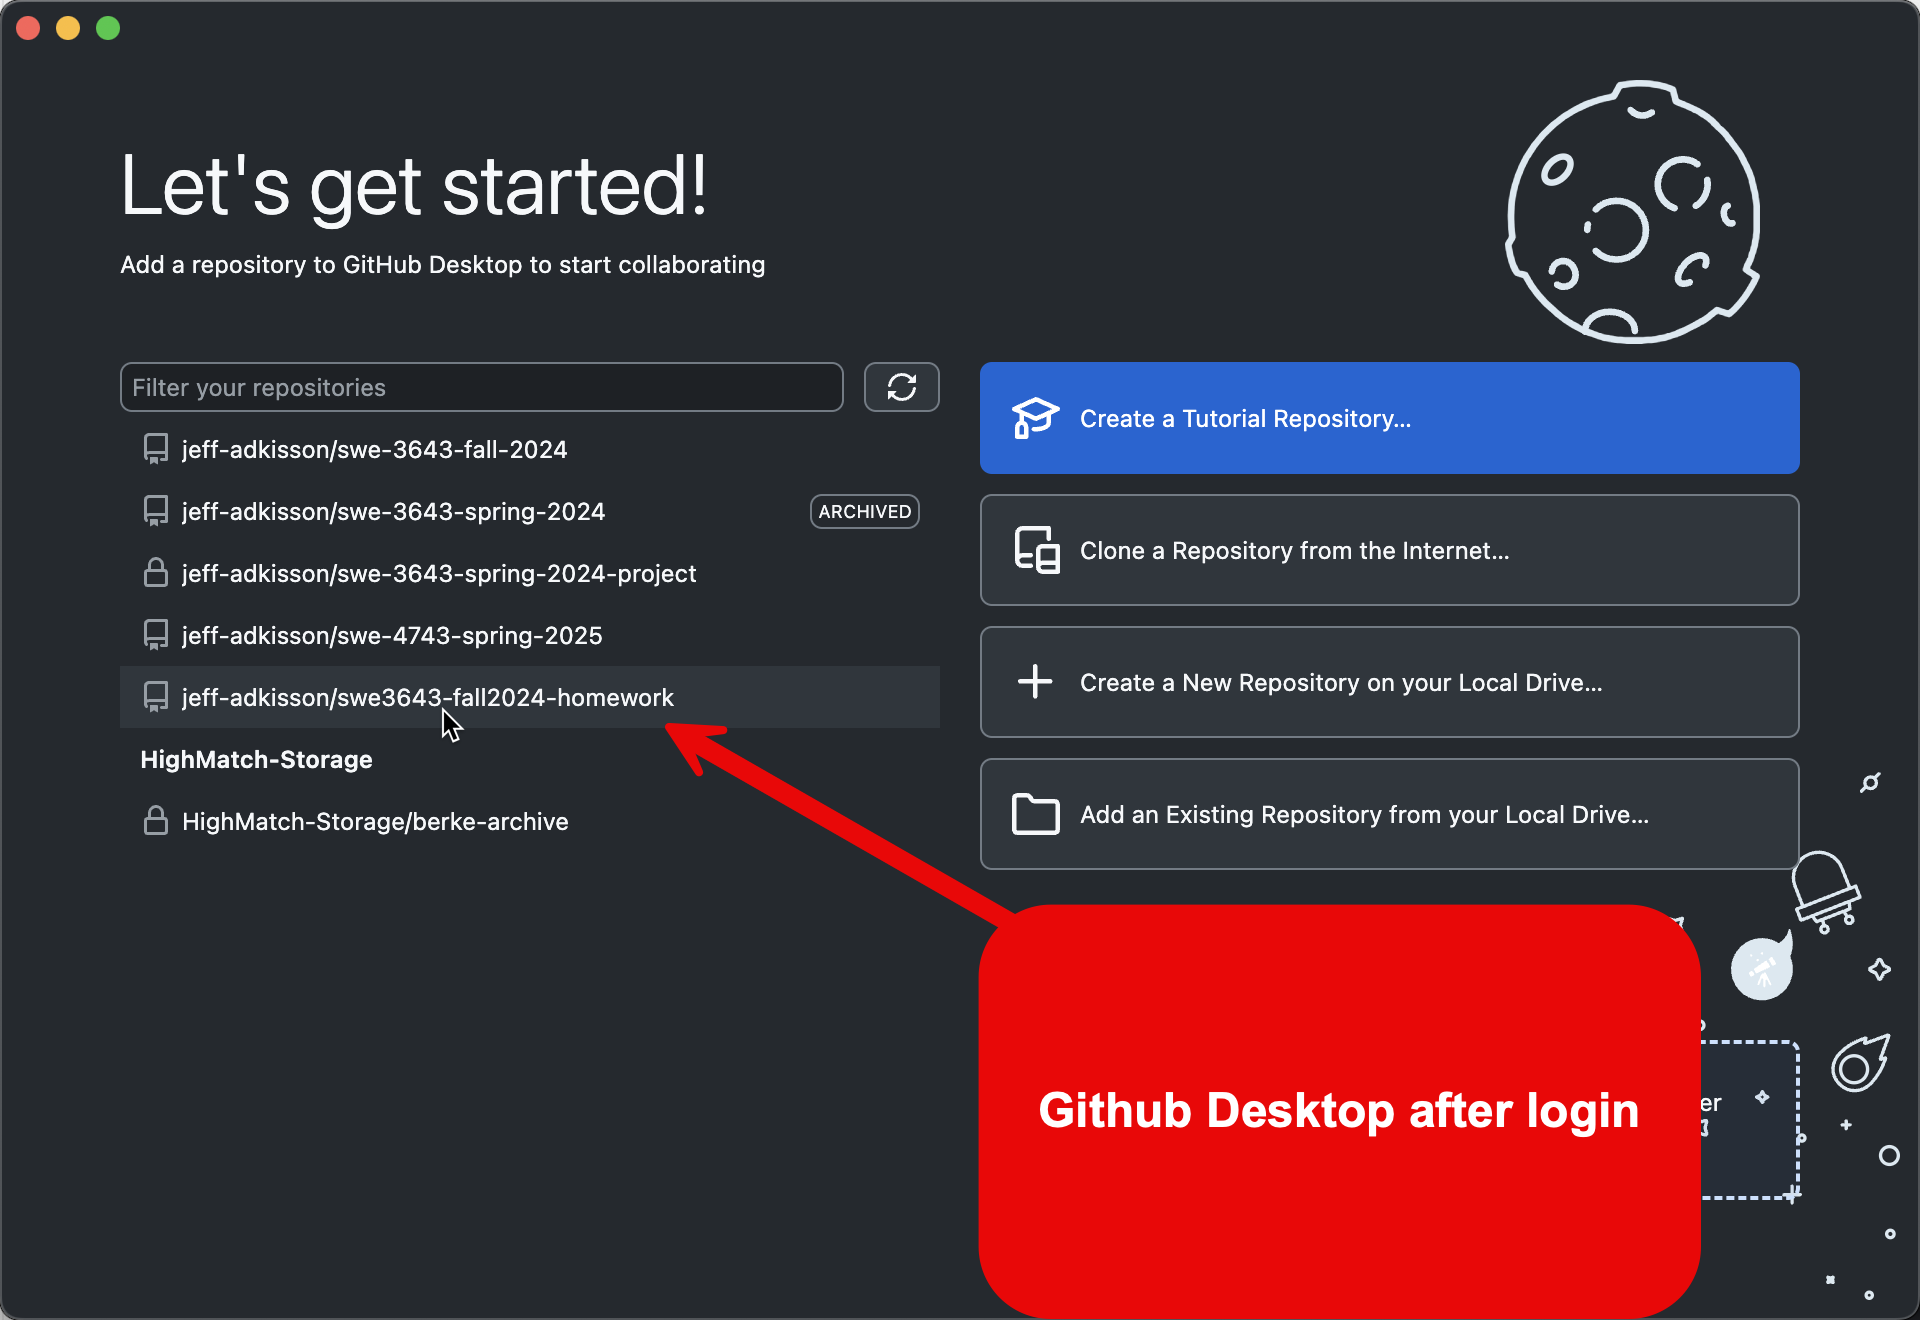 Let's get started!
Add a repository to GitHub Desktop to start collaborating
Filter your repositories
jeff-adkisson/swe-3643-fall-2024
jeff-adkisson/swe-3643-spring-2024
ARCHIVED
jeff-adkisson/swe-3643-spring-2024-project
jeff-adkisson/swe-4743-spring-2025
jeff-adkisson/swe3643-fall2024-homework
HighMatch-Storage
HighMatch-Storage/berke-archive
Create a Tutorial Repository...
Clone a Repository from the Internet...
Create a New Repository on your Local Drive...
Add an Existing Repository from your Local Drive...
Github Desktop after login